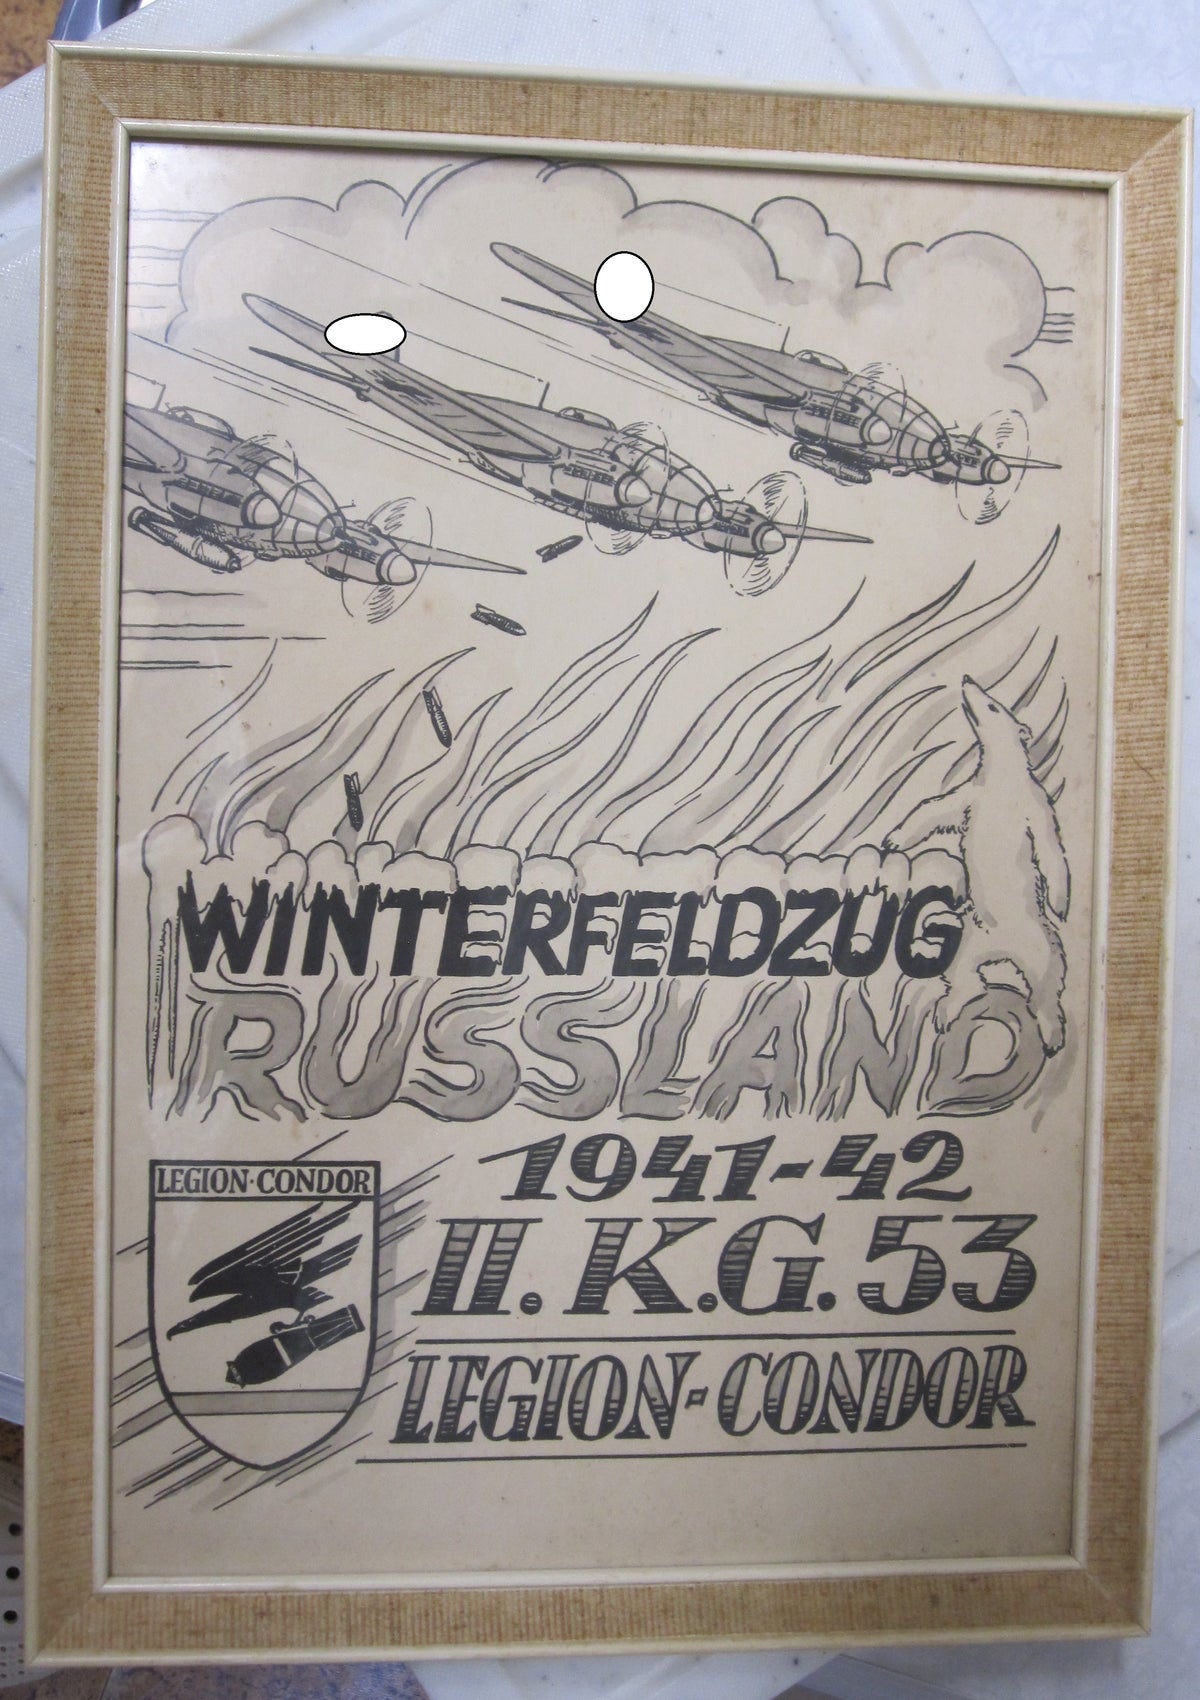 WINTERFELDZUG
RUSSLAND
1941-42
II. K.G. 53
LEGION-CONDOR
LEGION·CONDOR